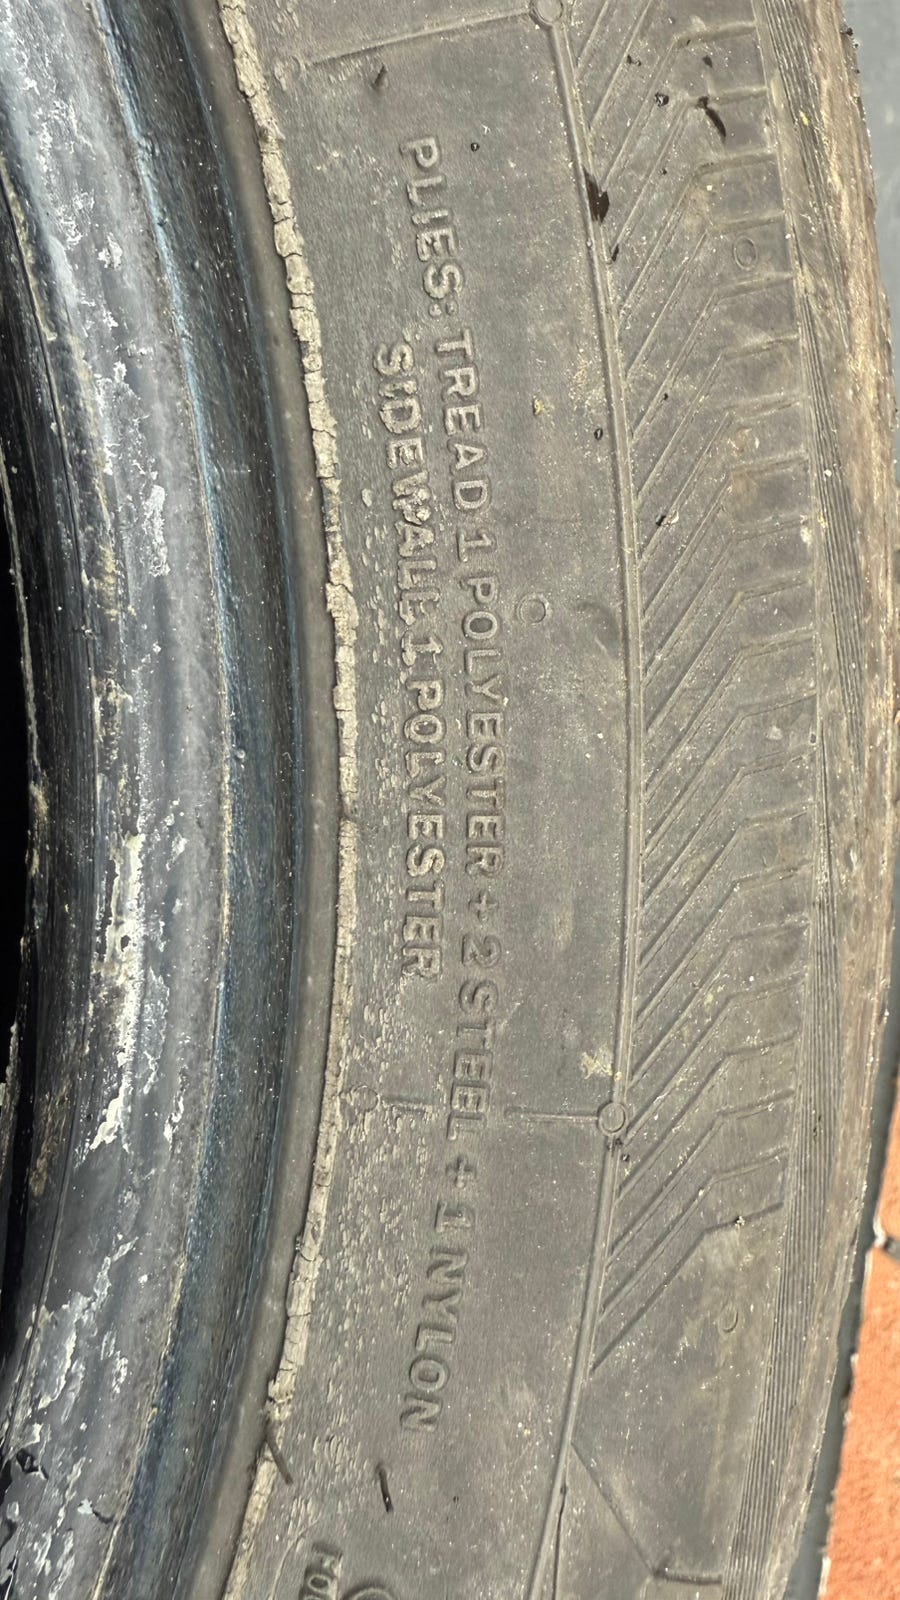 PLIES: TREAD 1 POLYESTER + 2 STEEL + 1 NYLON
SIDEWALL 1 POLYESTER